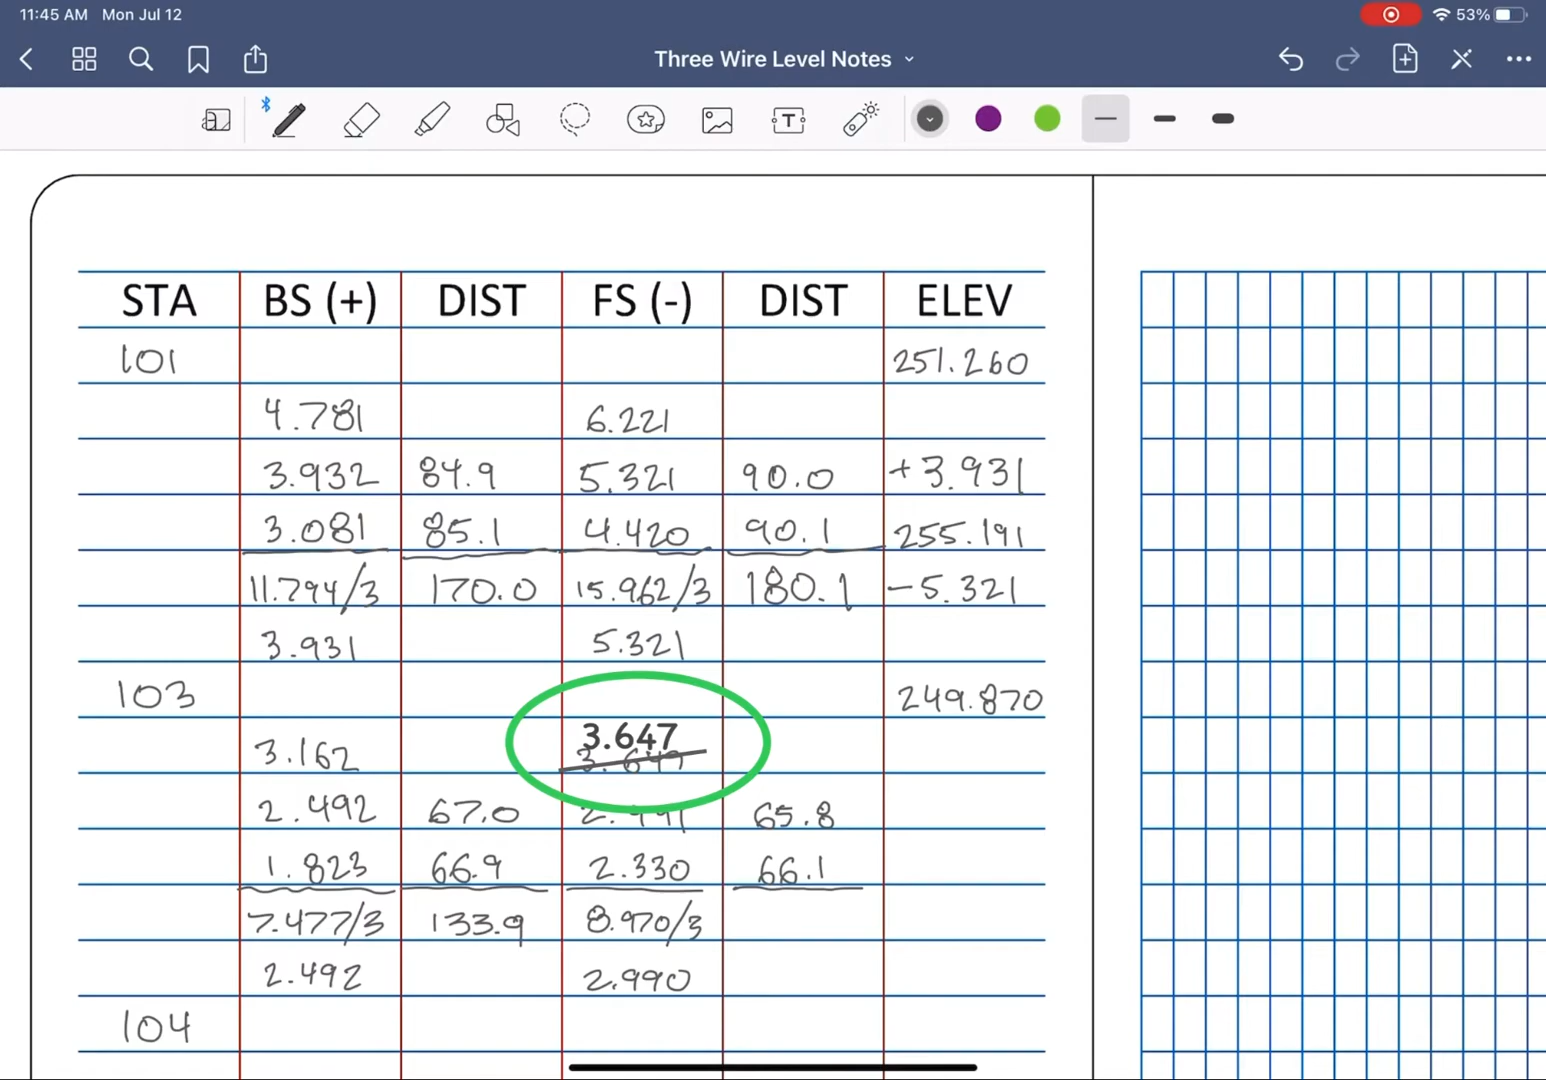 11:45 AM Mon Jul 12
53%
Three Wire Level Notes
STA BS (+) DIST FS (-) DIST ELEV
101 251.260
4.781 6.221
3.932 84.9 5.321 90.0 +3.931
3.081 85.1 4.420 90.1 255.191
11.794/3 170.0 15.962/3 180.1 -5.321
3.931 5.321
103 249.870
3.647
3.162 3.649
2.492 67.0 2.991 65.8
1.823 66.9 2.330 66.1
7.477/3 133.9 8.970/3
2.492 2.990
104